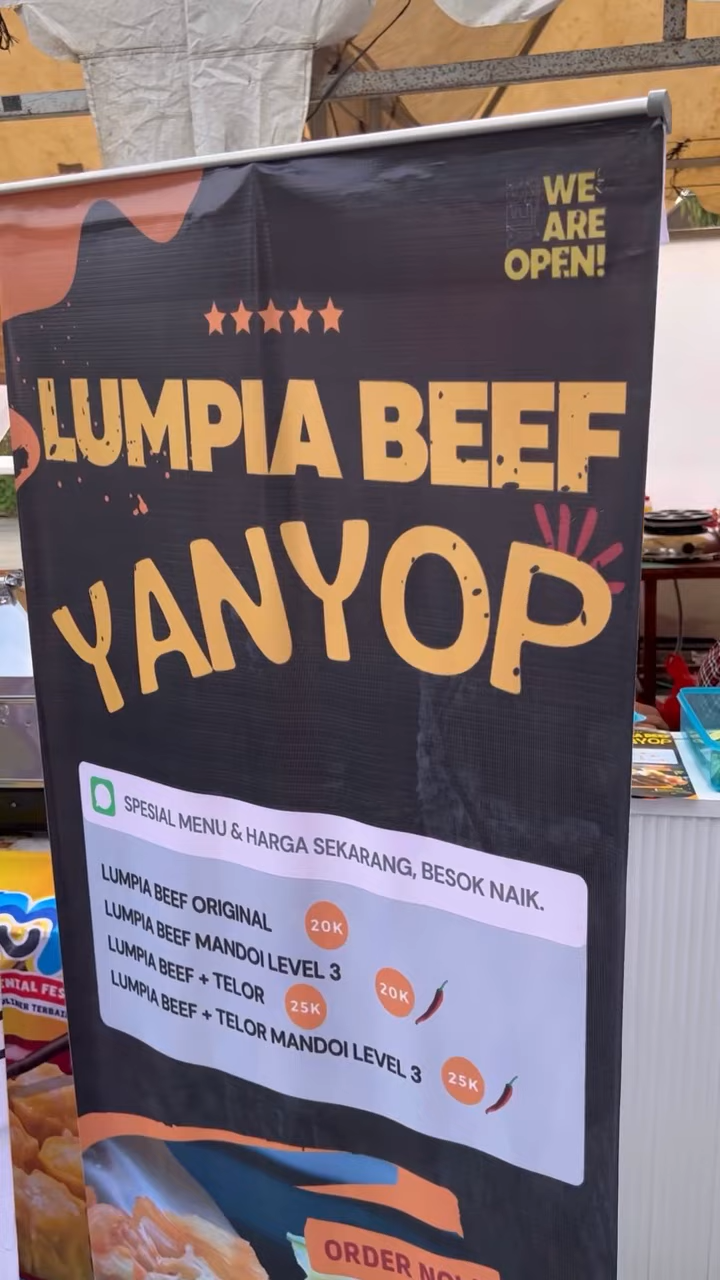 WE
ARE
OPEN!
LUMPIA BEEF
YANYOP
SPESIAL MENU & HARGA SEKARANG, BESOK NAIK.
LUMPIA BEEF ORIGINAL 20K
LUMPIA BEEF MANDOI LEVEL 3 20K
LUMPIA BEEF + TELOR 25K
LUMPIA BEEF + TELOR MANDOI LEVEL 3 25K
ORDER